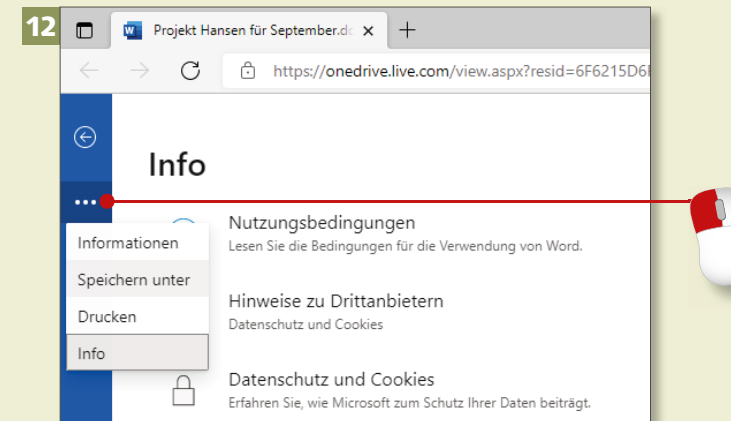 12
Projekt Hansen für September.dc
https://onedrive.live.com/view.aspx?resid=6F6215D6
Info
Nutzungsbedingungen
Lesen Sie die Bedingungen für die Verwendung von Word.
Informationen
Speichern unter
Drucken
Info
Hinweise zu Drittanbietern
Datenschutz und Cookies
Datenschutz und Cookies
Erfahren Sie, wie Microsoft zum Schutz Ihrer Daten beiträgt.